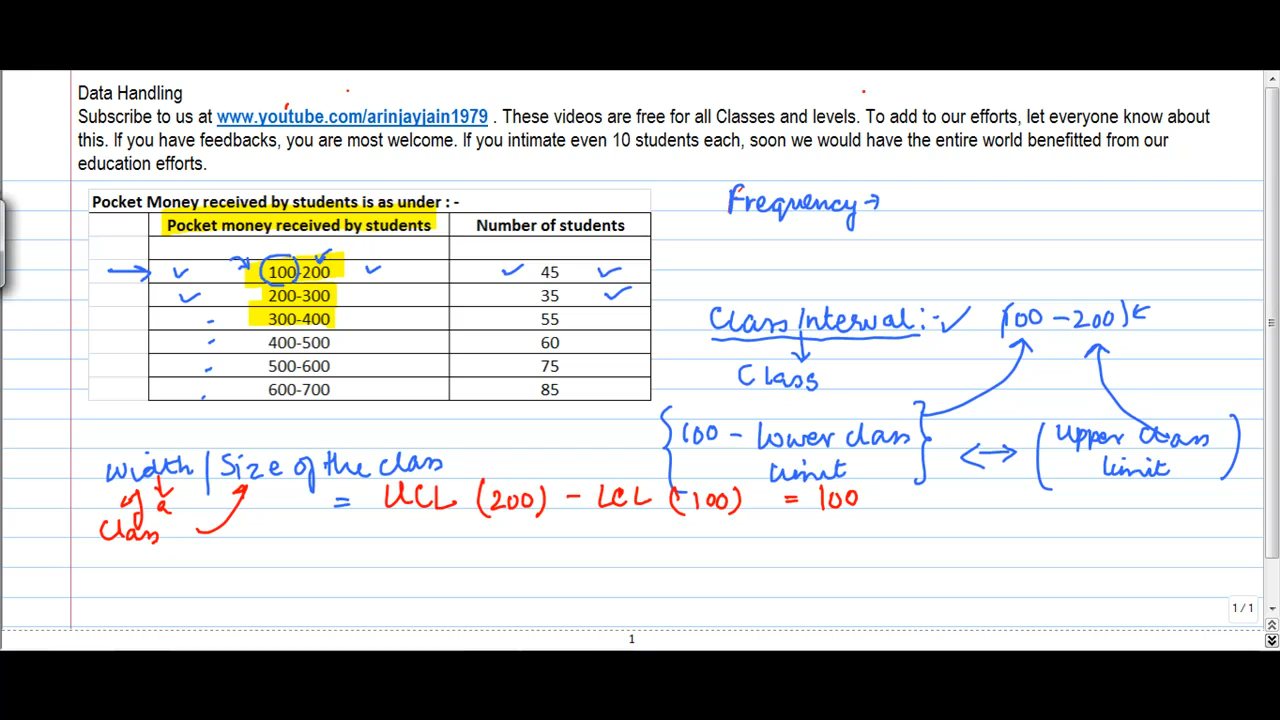 Data Handling
Subscribe to us at www.youtube.com/arinjayjain1979 . These videos are free for all Classes and levels. To add to our efforts, let everyone know about
this. If you have feedbacks, you are most welcome. If you intimate even 10 students each, soon we would have the entire world benefitted from our
education efforts.
Pocket Money received by students is as under : -
Pocket money received by students Number of students
100-200 45
200-300 35
300-400 55
400-500 60
500-600 75
600-700 85
Frequency →
Class Interval :- ✓ (100 - 200)
Class
100 - lower class limit
Upper class limit
Width / Size of the class
of a
Class
= UCL (200) - LCL (100) = 100
1 / 1
1